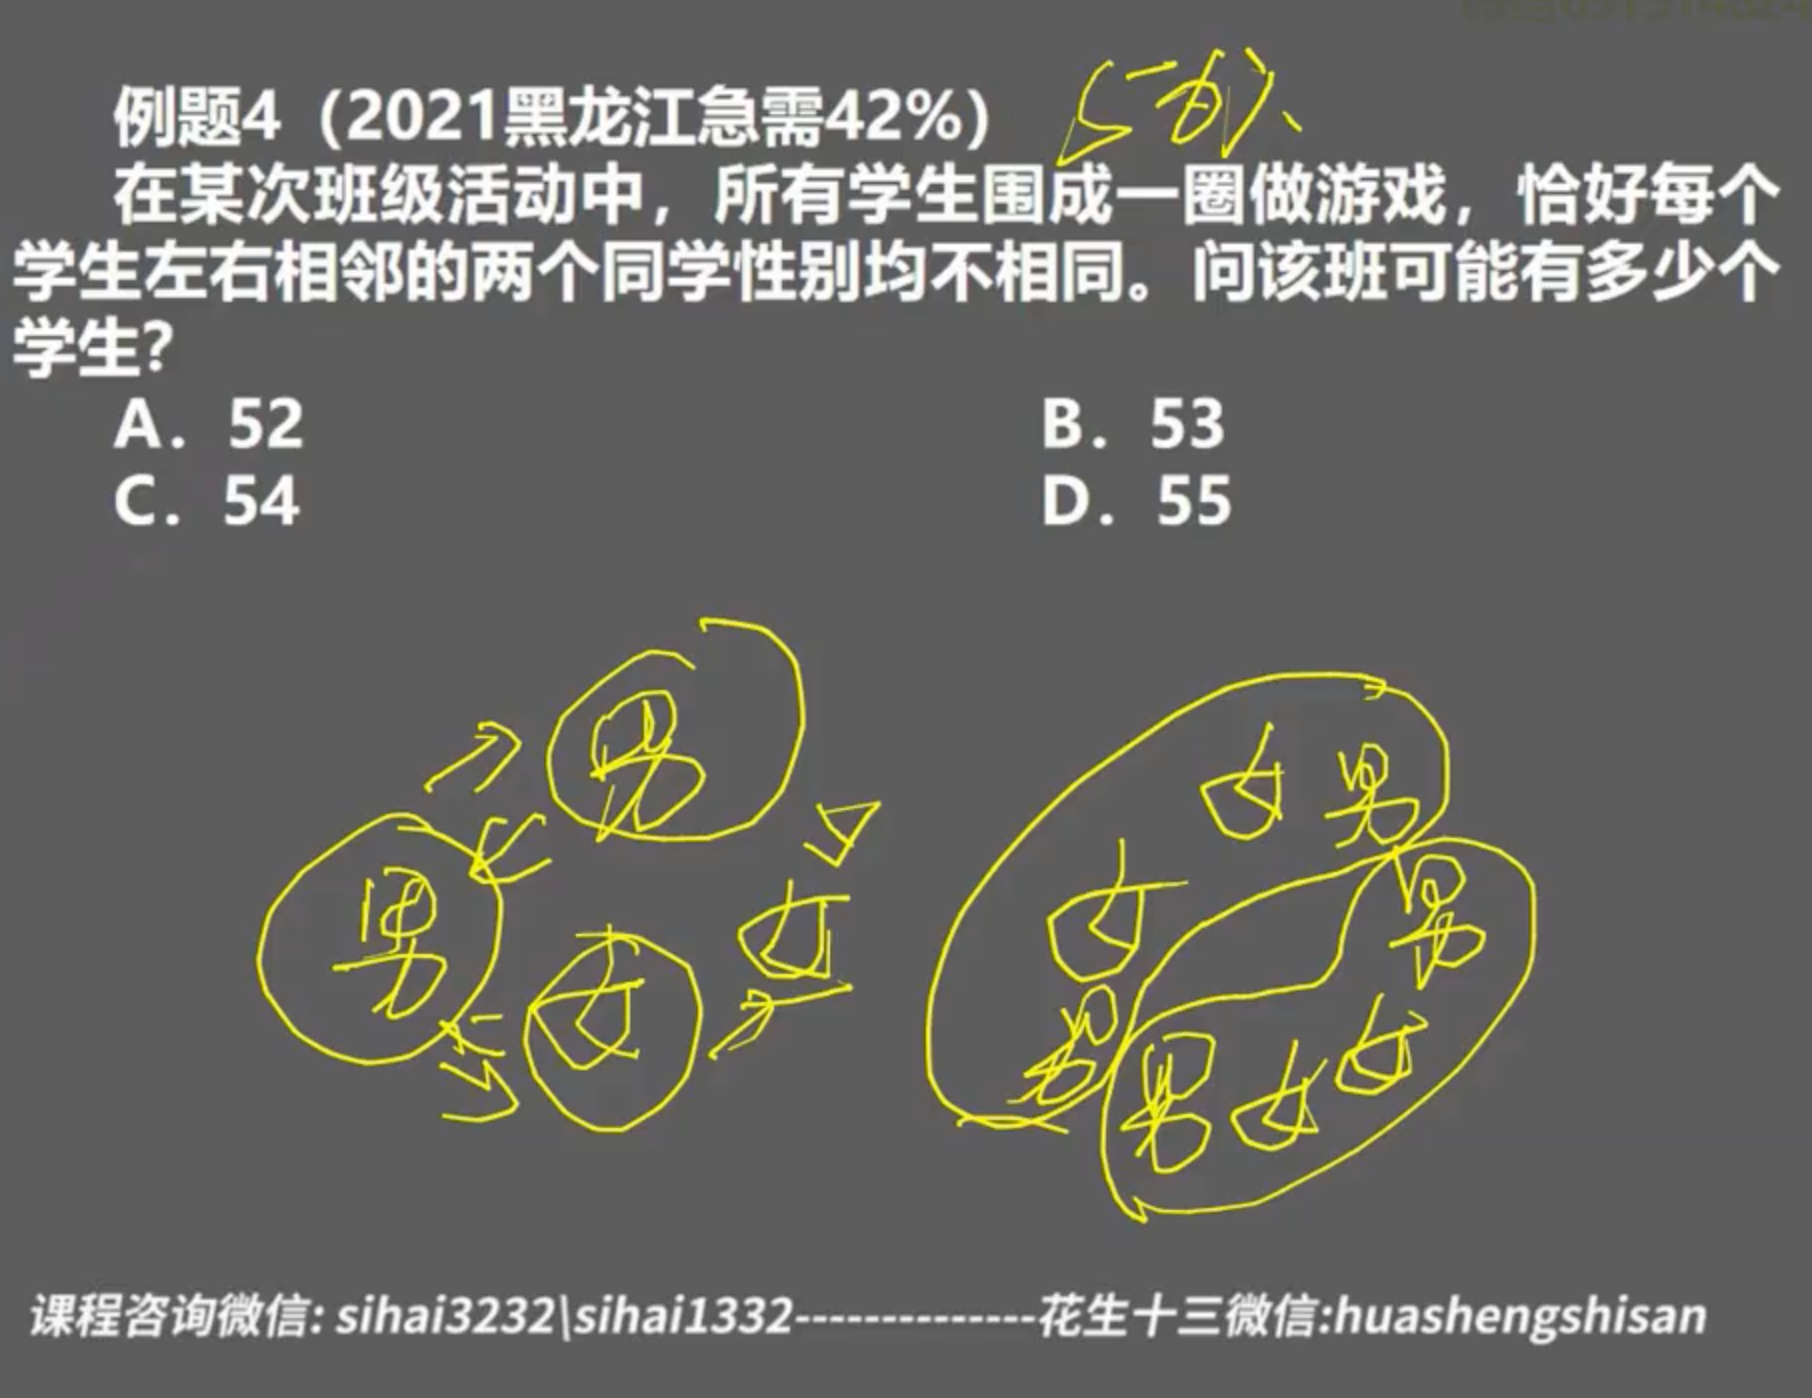 例题4（2021黑龙江急需42%）
在某次班级活动中，所有学生围成一圈做游戏，恰好每个
学生左右相邻的两个同学性别均不相同。问该班可能有多少个
学生？
A. 52
B. 53
C. 54
D. 55
男
女 男
男
女
男
女
女
男
男 女 女
课程咨询微信: sihai3232\sihai1332--------------花生十三微信:huashengshisan